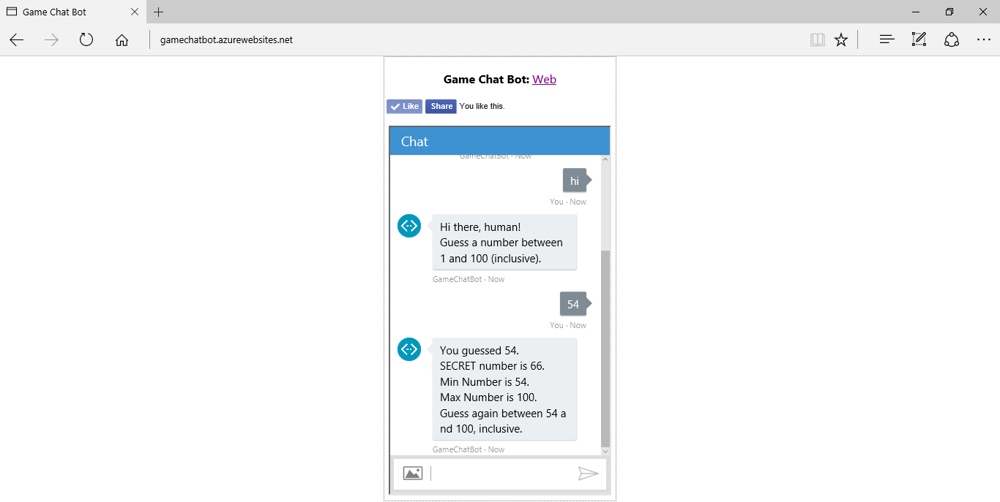 Game Chat Bot
gamechatbot.azurewebsites.net
Game Chat Bot: Web
Like Share You like this.
Chat
GameChatBot · Now
hi
You · Now
Hi there, human!
Guess a number between
1 and 100 (inclusive).
GameChatBot · Now
54
You · Now
You guessed 54.
SECRET number is 66.
Min Number is 54.
Max Number is 100.
Guess again between 54 a
nd 100, inclusive.
GameChatBot · Now